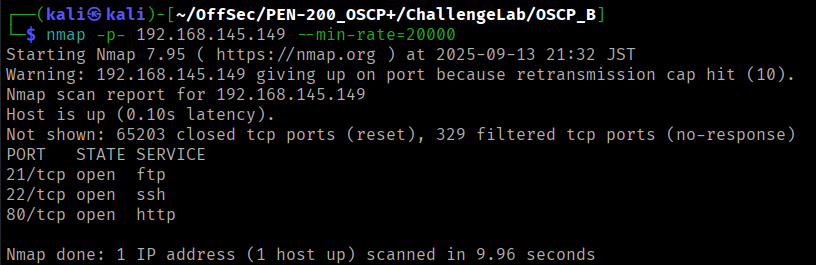 ┌──(kali㉿kali)-[~/OffSec/PEN-200_OSCP+/ChallengeLab/OSCP_B]
└─$ nmap -p- 192.168.145.149 --min-rate=20000
Starting Nmap 7.95 ( https://nmap.org ) at 2025-09-13 21:32 JST
Warning: 192.168.145.149 giving up on port because retransmission cap hit (10).
Nmap scan report for 192.168.145.149
Host is up (0.10s latency).
Not shown: 65203 closed tcp ports (reset), 329 filtered tcp ports (no-response)
PORT   STATE SERVICE
21/tcp open  ftp
22/tcp open  ssh
80/tcp open  http

Nmap done: 1 IP address (1 host up) scanned in 9.96 seconds